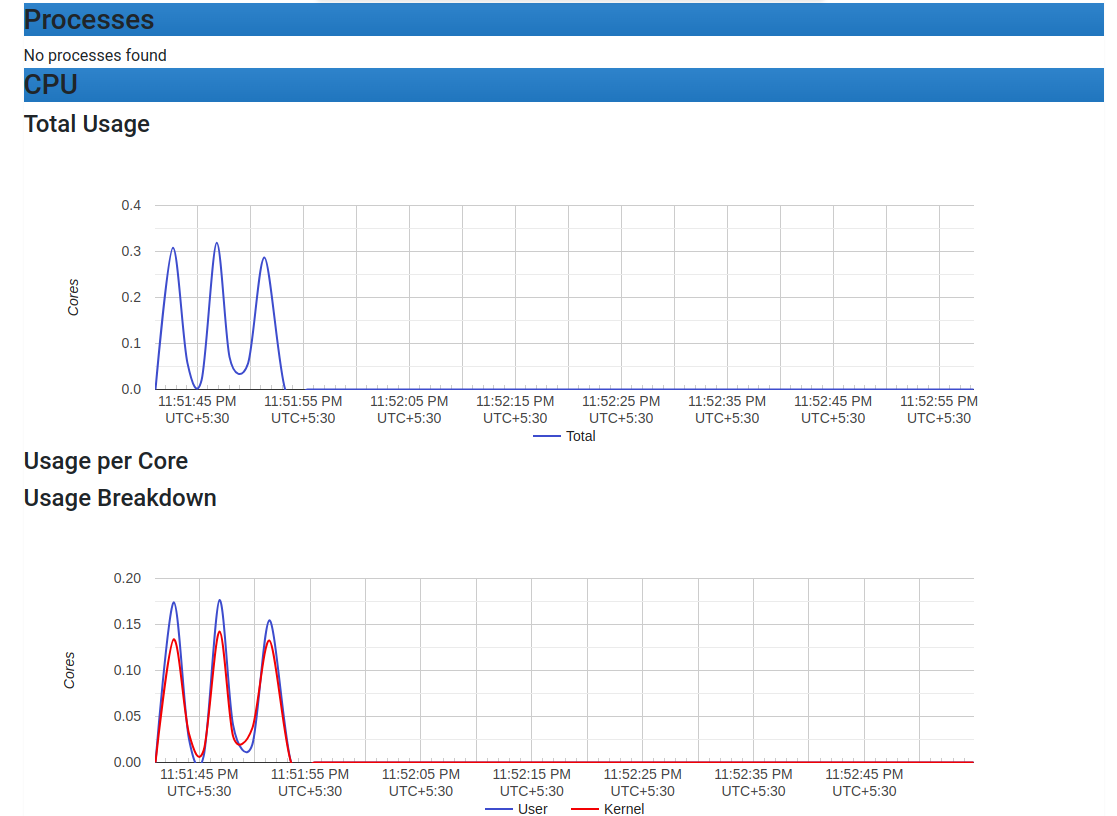 Processes
No processes found
CPU
Total Usage
0.4
0.3
0.2
0.1
0.0
Cores
11:51:45 PM 11:51:55 PM 11:52:05 PM 11:52:15 PM 11:52:25 PM 11:52:35 PM 11:52:45 PM 11:52:55 PM
UTC+5:30 UTC+5:30 UTC+5:30 UTC+5:30 UTC+5:30 UTC+5:30 UTC+5:30 UTC+5:30
Total
Usage per Core
Usage Breakdown
0.20
0.15
0.10
0.05
0.00
Cores
11:51:45 PM 11:51:55 PM 11:52:05 PM 11:52:15 PM 11:52:25 PM 11:52:35 PM 11:52:45 PM
UTC+5:30 UTC+5:30 UTC+5:30 UTC+5:30 UTC+5:30 UTC+5:30 UTC+5:30
User Kernel